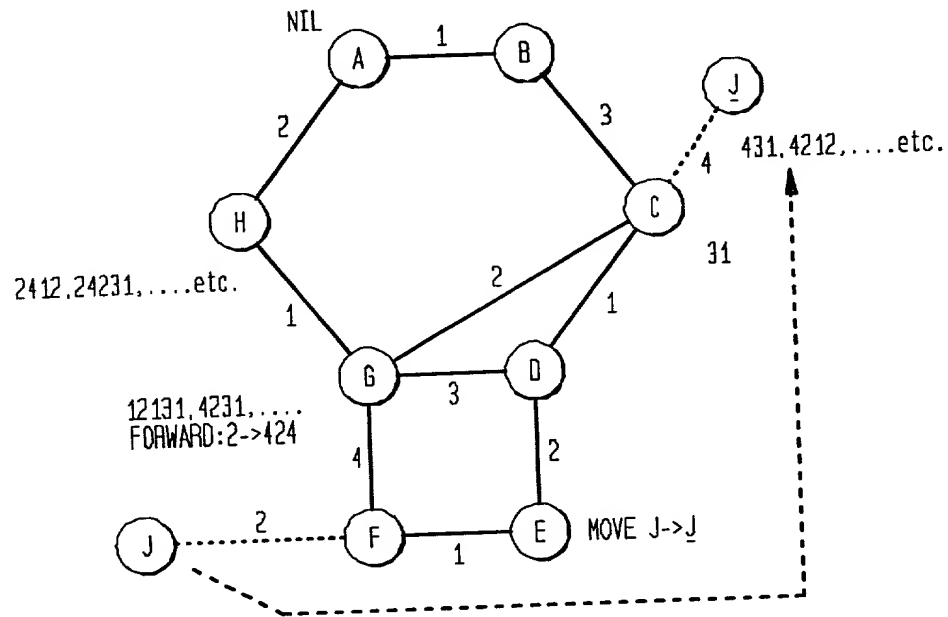 NIL
A
1
B
J
2
3
4
431,4212,.....etc.
H
C
31
2
2412,24231,....etc.
1
1
G
3
D
12131,4231,....
FORWARD:2->424
4
2
J
2
F
1
E
MOVE J->J